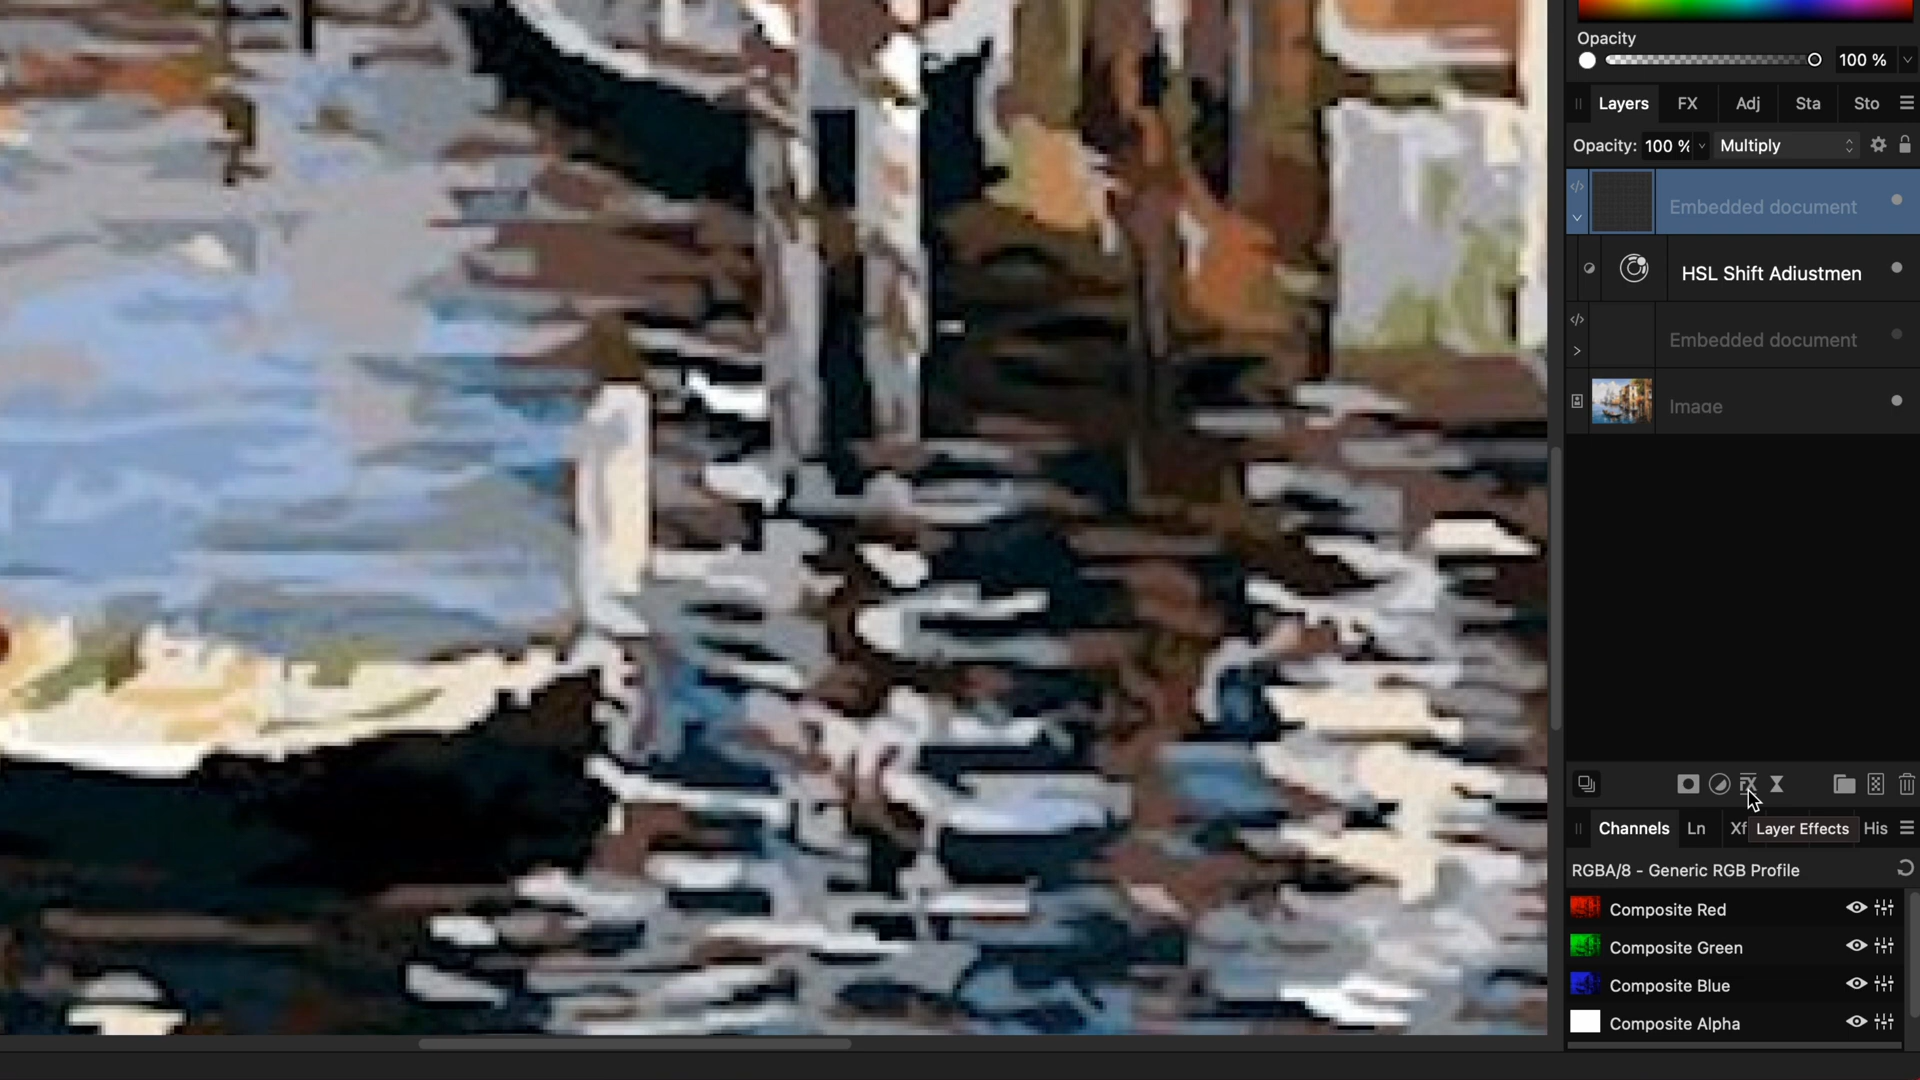 Opacity
100 %
Layers FX Adj Sta Sto
Opacity: 100 % Multiply
Embedded document
HSL Shift Adjustmen
Embedded document
Image
Channels Ln Xf Layer Effects His
RGBA/8 - Generic RGB Profile
Composite Red
Composite Green
Composite Blue
Composite Alpha